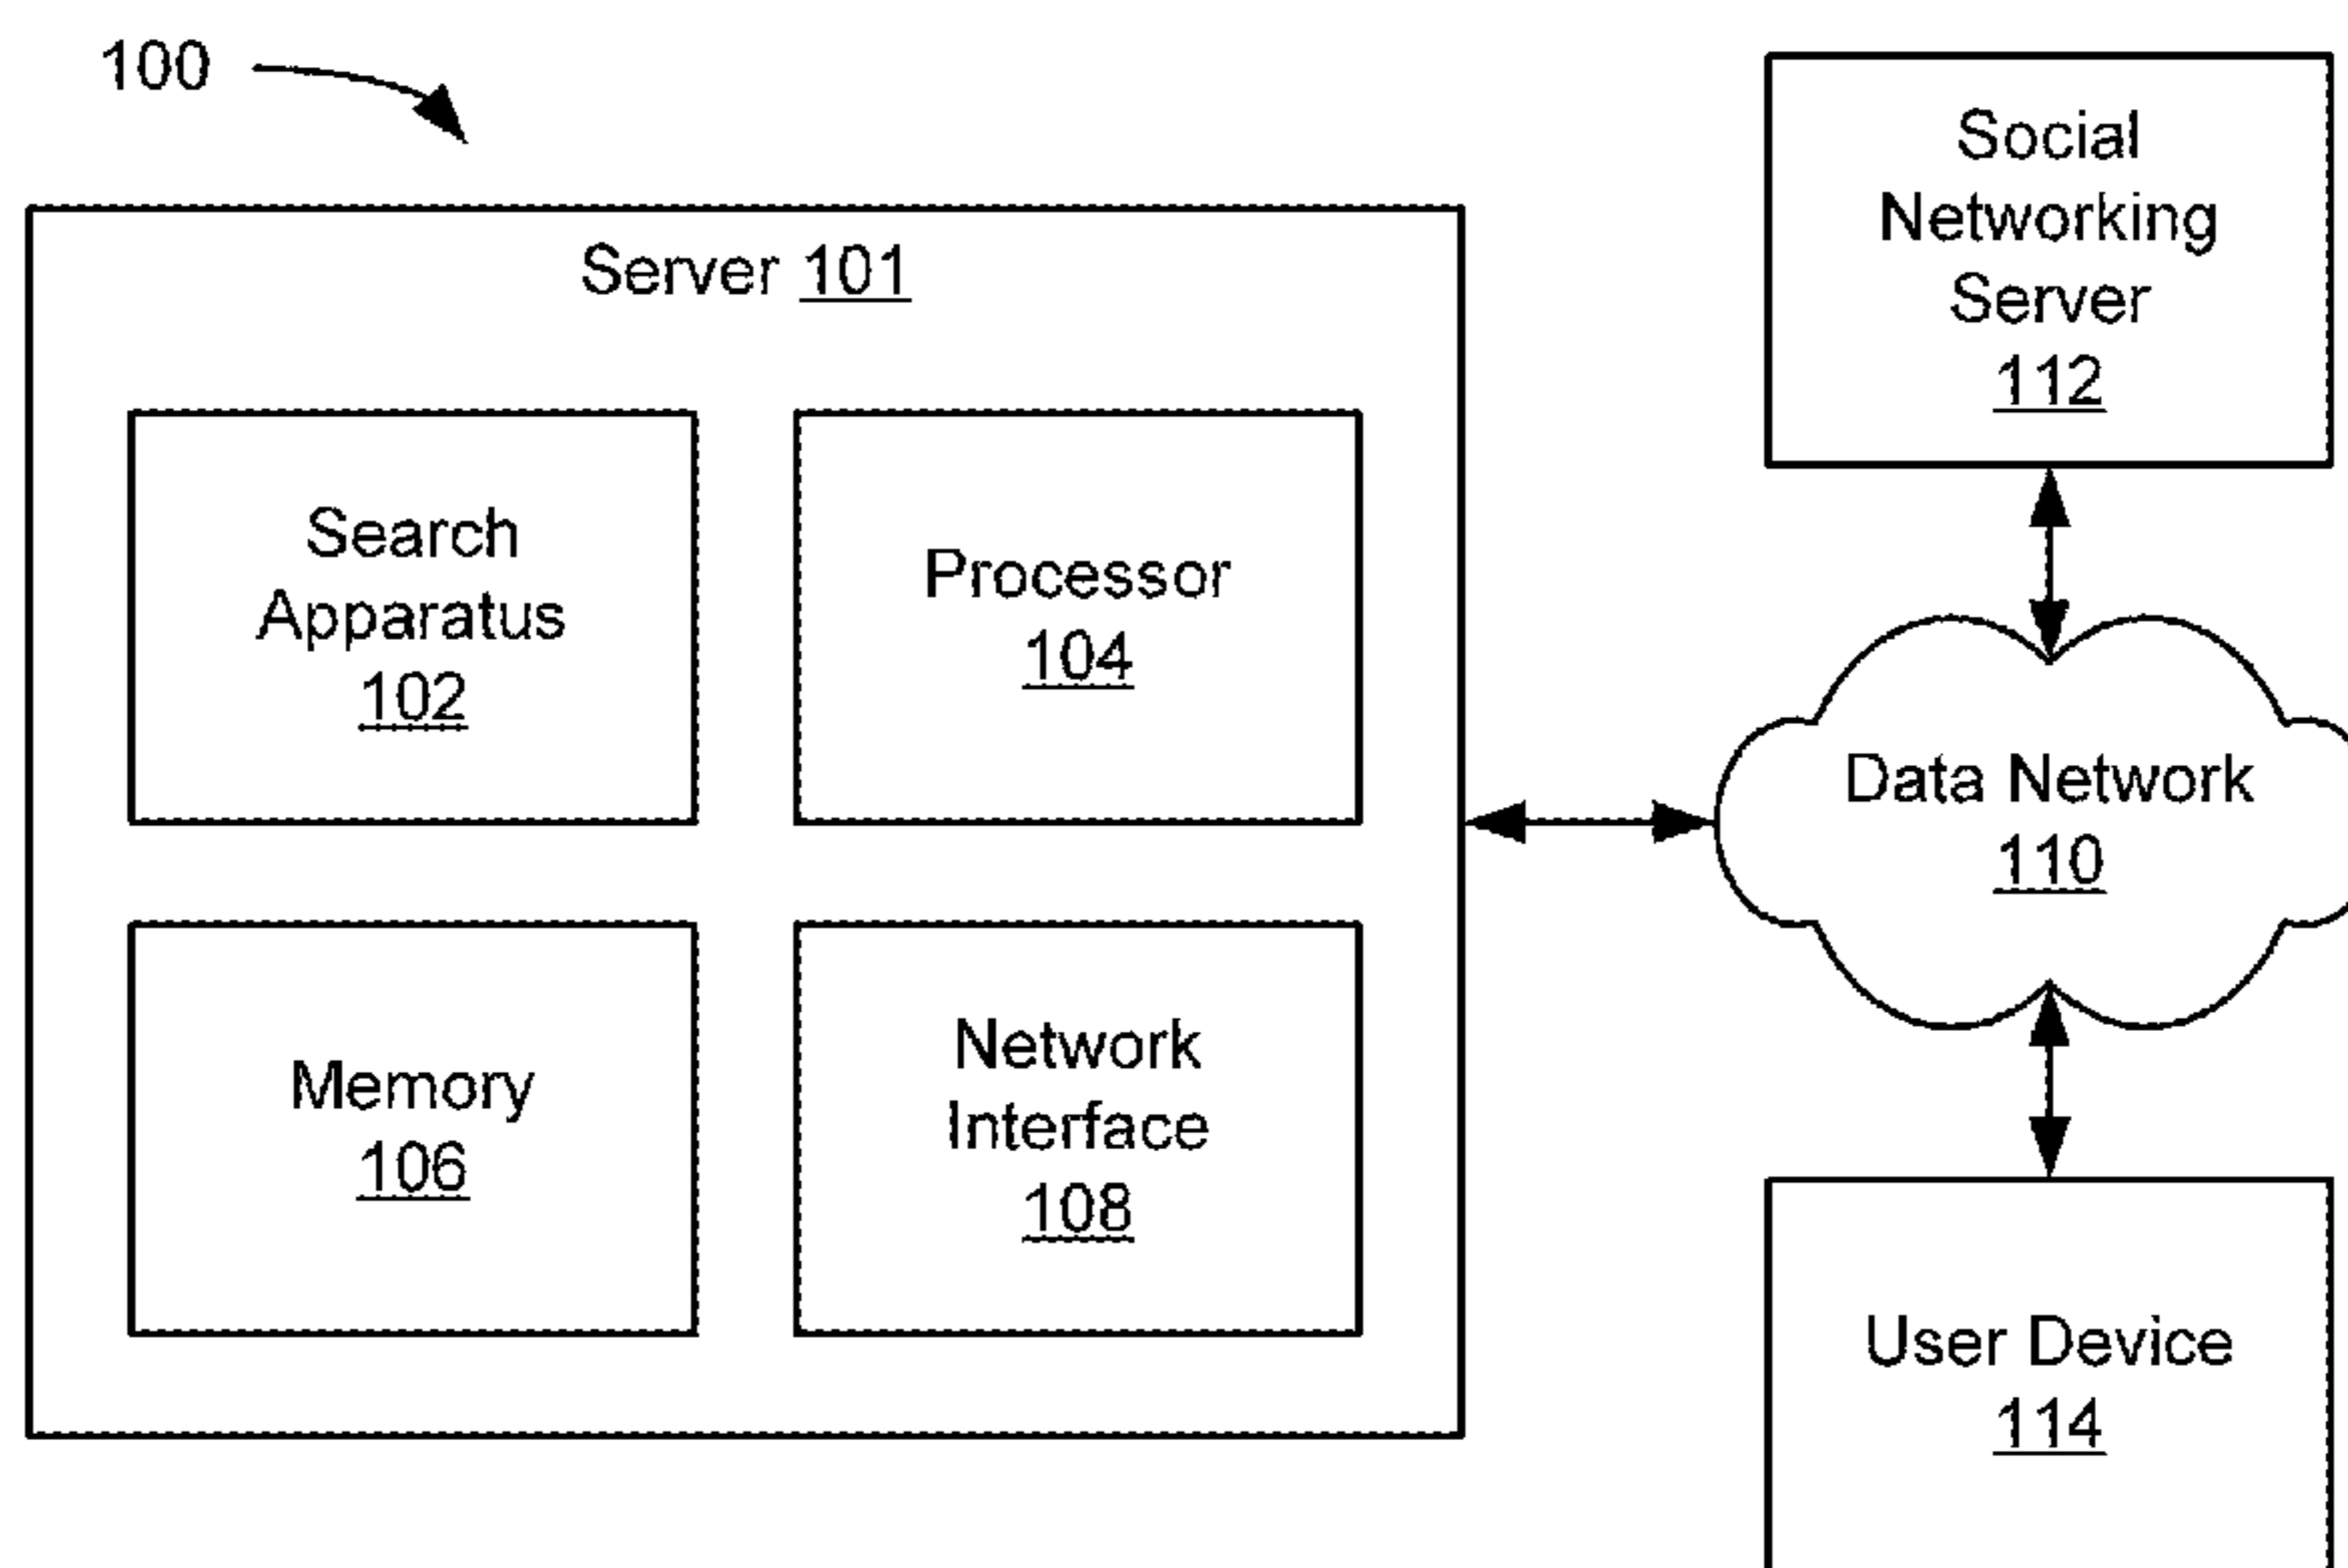 100
Server 101
Search
Apparatus
102
Processor
104
Memory
106
Network
Interface
108
Social
Networking
Server
112
Data Network
110
User Device
114